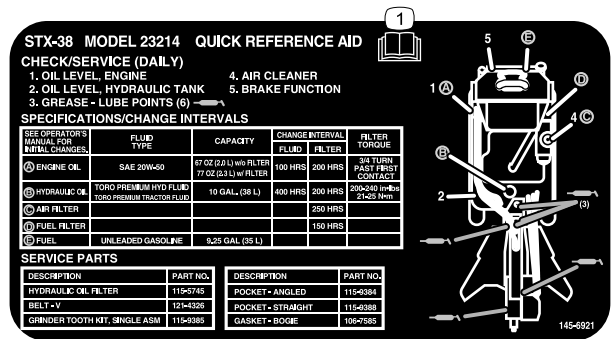 1
STX-38 MODEL 23214 QUICK REFERENCE AID
CHECK/SERVICE (DAILY)
1. OIL LEVEL, ENGINE
2. OIL LEVEL, HYDRAULIC TANK
3. GREASE - LUBE POINTS (6)
4. AIR CLEANER
5. BRAKE FUNCTION
SPECIFICATIONS/CHANGE INTERVALS
SEE OPERATOR'S MANUAL FOR INITIAL CHANGES. FLUID TYPE CAPACITY CHANGE INTERVAL FILTER TORQUE
FLUID FILTER
A ENGINE OIL SAE 20W-50 67 OZ (2.0 L) w/o FILTER 77 OZ (2.3 L) w/ FILTER 100 HRS 200 HRS 3/4 TURN PAST FIRST CONTACT
B HYDRAULIC OIL TORO PREMIUM HYD FLUID TORO PREMIUM TRACTOR FLUID 10 GAL. (38 L) 400 HRS 200 HRS 200-240 in-lbs 21-25 N•m
C AIR FILTER 250 HRS
D FUEL FILTER 150 HRS
E FUEL UNLEADED GASOLINE 9.25 GAL (35 L)
SERVICE PARTS
DESCRIPTION PART NO.
HYDRAULIC OIL FILTER 115-5745
BELT - V 121-4326
GRINDER TOOTH KIT, SINGLE ASM 115-9385
DESCRIPTION PART NO.
POCKET - ANGLED 115-9384
POCKET - STRAIGHT 115-9388
GASKET - BOGIE 106-7585
5 E
1 A
D
4 C
B
2
(3)
145-6921